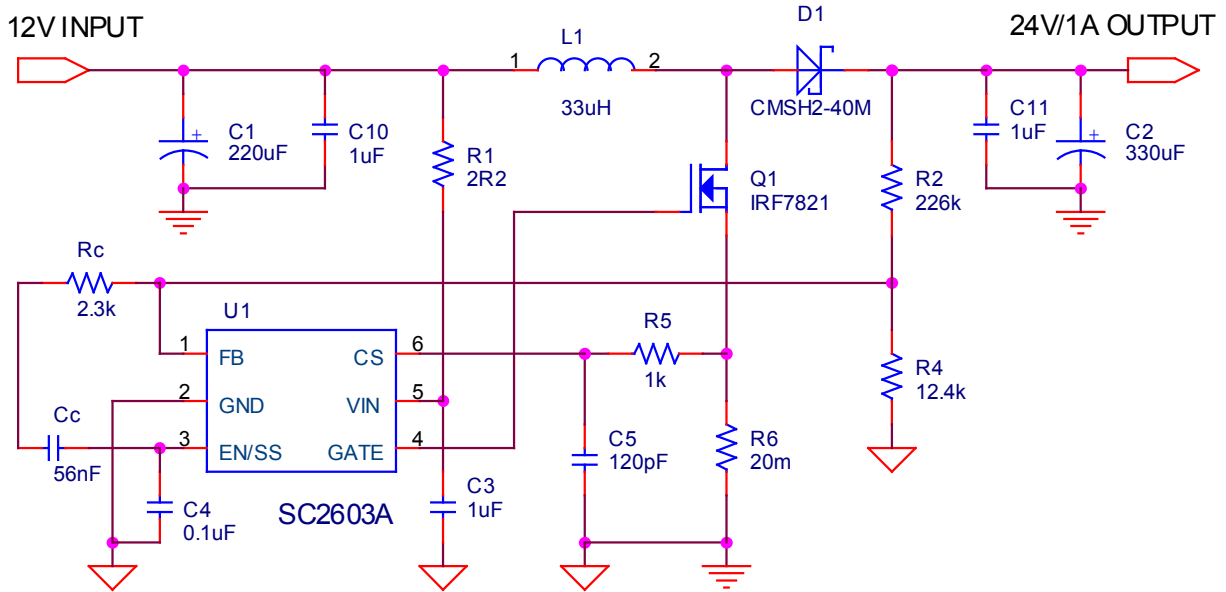 12V INPUT
24V/1A OUTPUT
L1
1
2
33uH
D1
CMSH2-40M
C1
220uF
+
C10
1uF
R1
2R2
Q1
IRF7821
R2
226k
C11
1uF
+
C2
330uF
Rc
2.3k
U1
1
FB
CS
6
2
GND
VIN
5
3
EN/SS
GATE
4
SC2603A
R5
1k
R4
12.4k
Cc
56nF
C4
0.1uF
C3
1uF
C5
120pF
R6
20m